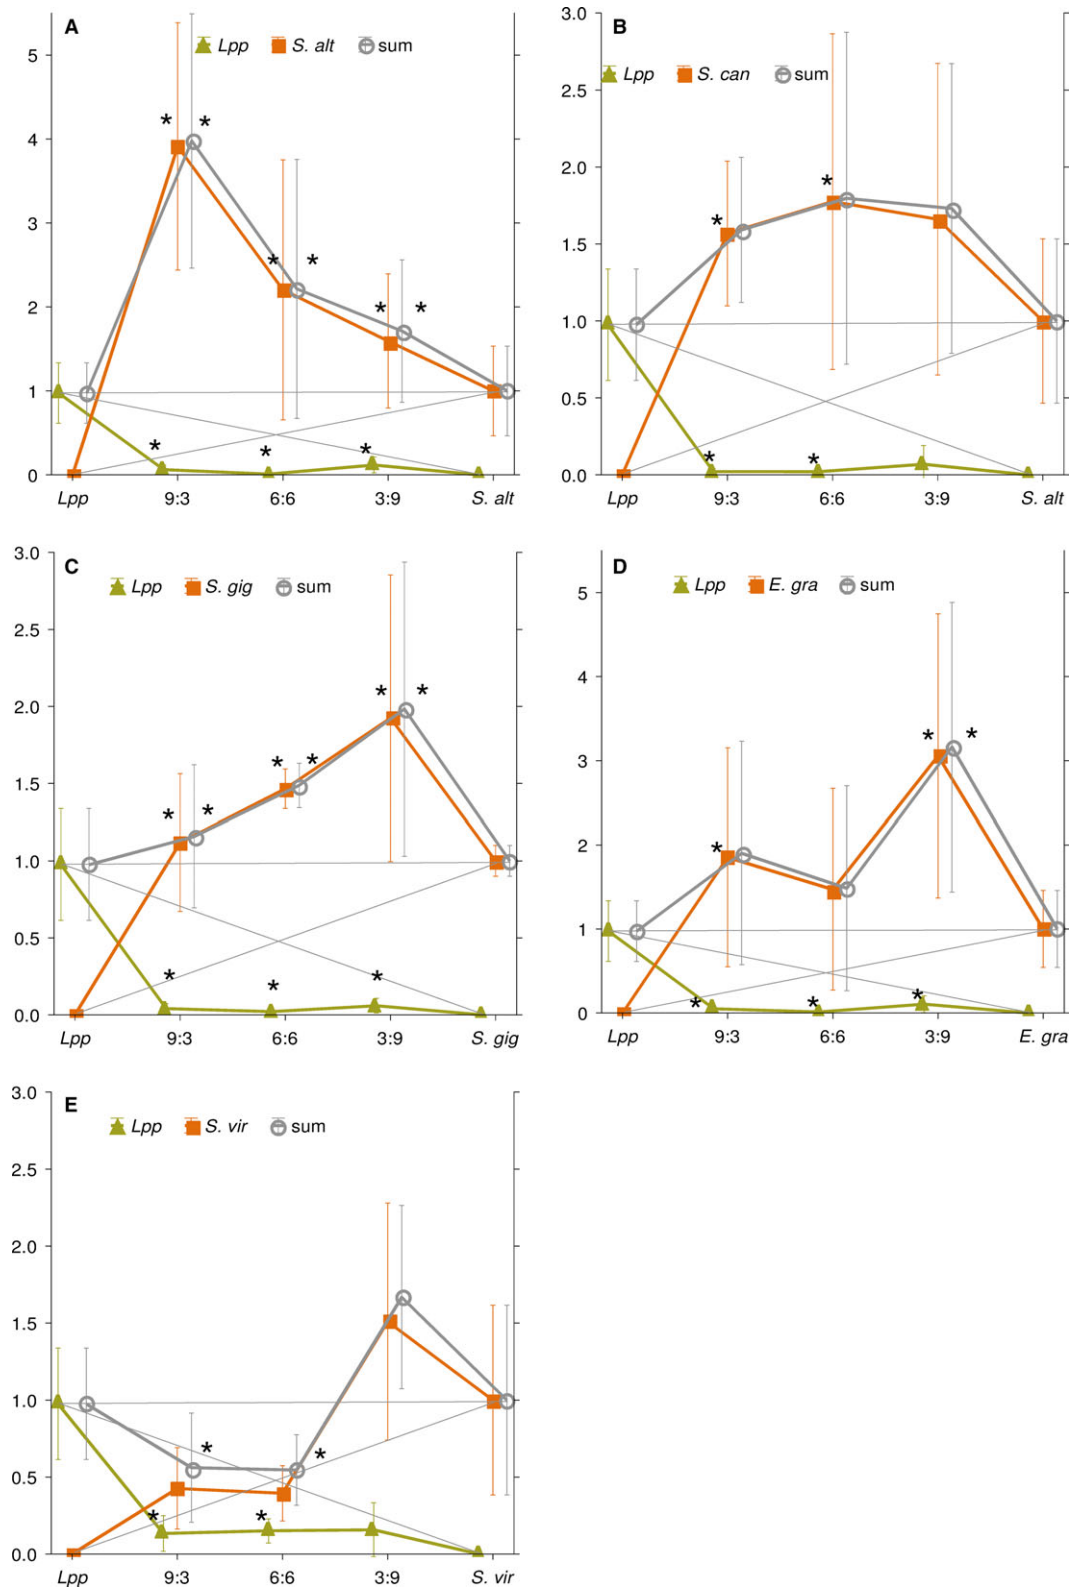 A
Lpp S. alt sum
5
4
3
2
1
0
* * * * * * * * *
Lpp 9:3 6:6 3:9 S. alt
B
Lpp S. can sum
3.0
2.5
2.0
1.5
1.0
0.5
0.0
* * * *
Lpp 9:3 6:6 3:9 S. alt
C
Lpp S. gig sum
3.0
2.5
2.0
1.5
1.0
0.5
0.0
* * * * * * * * *
Lpp 9:3 6:6 3:9 S. gig
D
Lpp E. gra sum
5
4
3
2
1
0
* * * * * *
Lpp 9:3 6:6 3:9 E. gra
E
Lpp S. vir sum
3.0
2.5
2.0
1.5
1.0
0.5
0.0
* * * *
Lpp 9:3 6:6 3:9 S. vir